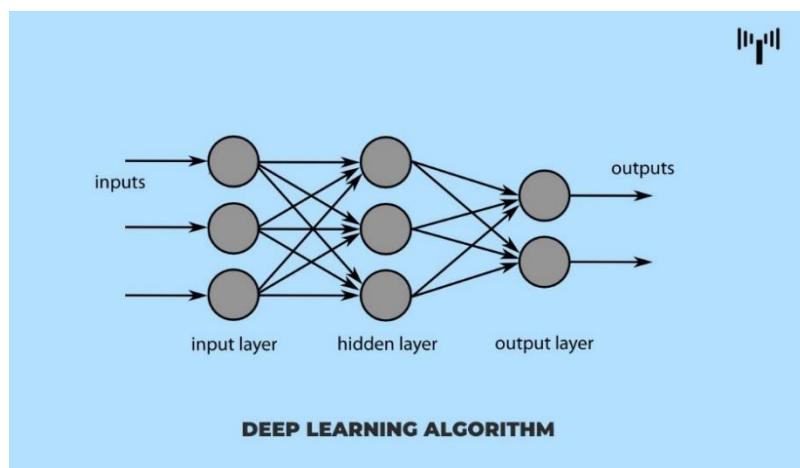 inputs
outputs
input layer
hidden layer
output layer
DEEP LEARNING ALGORITHM